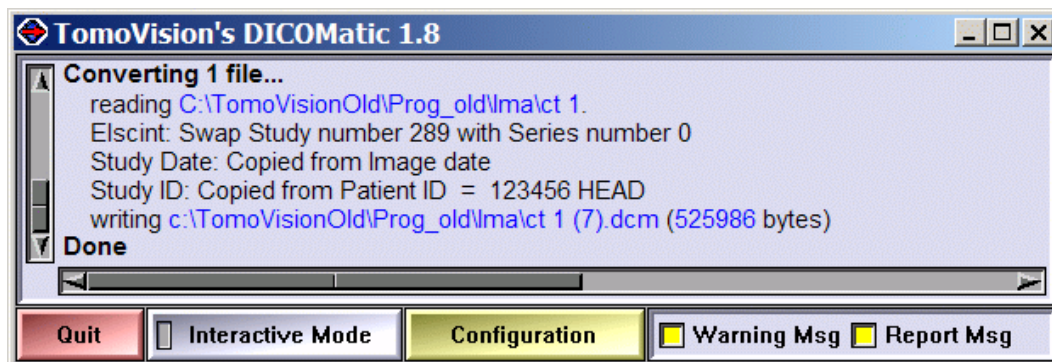 TomoVision's DICOMatic 1.8
Converting 1 file...
reading C:\TomoVisionOld\Prog_old\Ima\ct 1.
Elscint: Swap Study number 289 with Series number 0
Study Date: Copied from Image date
Study ID: Copied from Patient ID = 123456 HEAD
writing c:\TomoVisionOld\Prog_old\Ima\ct 1 (7).dcm (525986 bytes)
Done
Quit Interactive Mode Configuration Warning Msg Report Msg